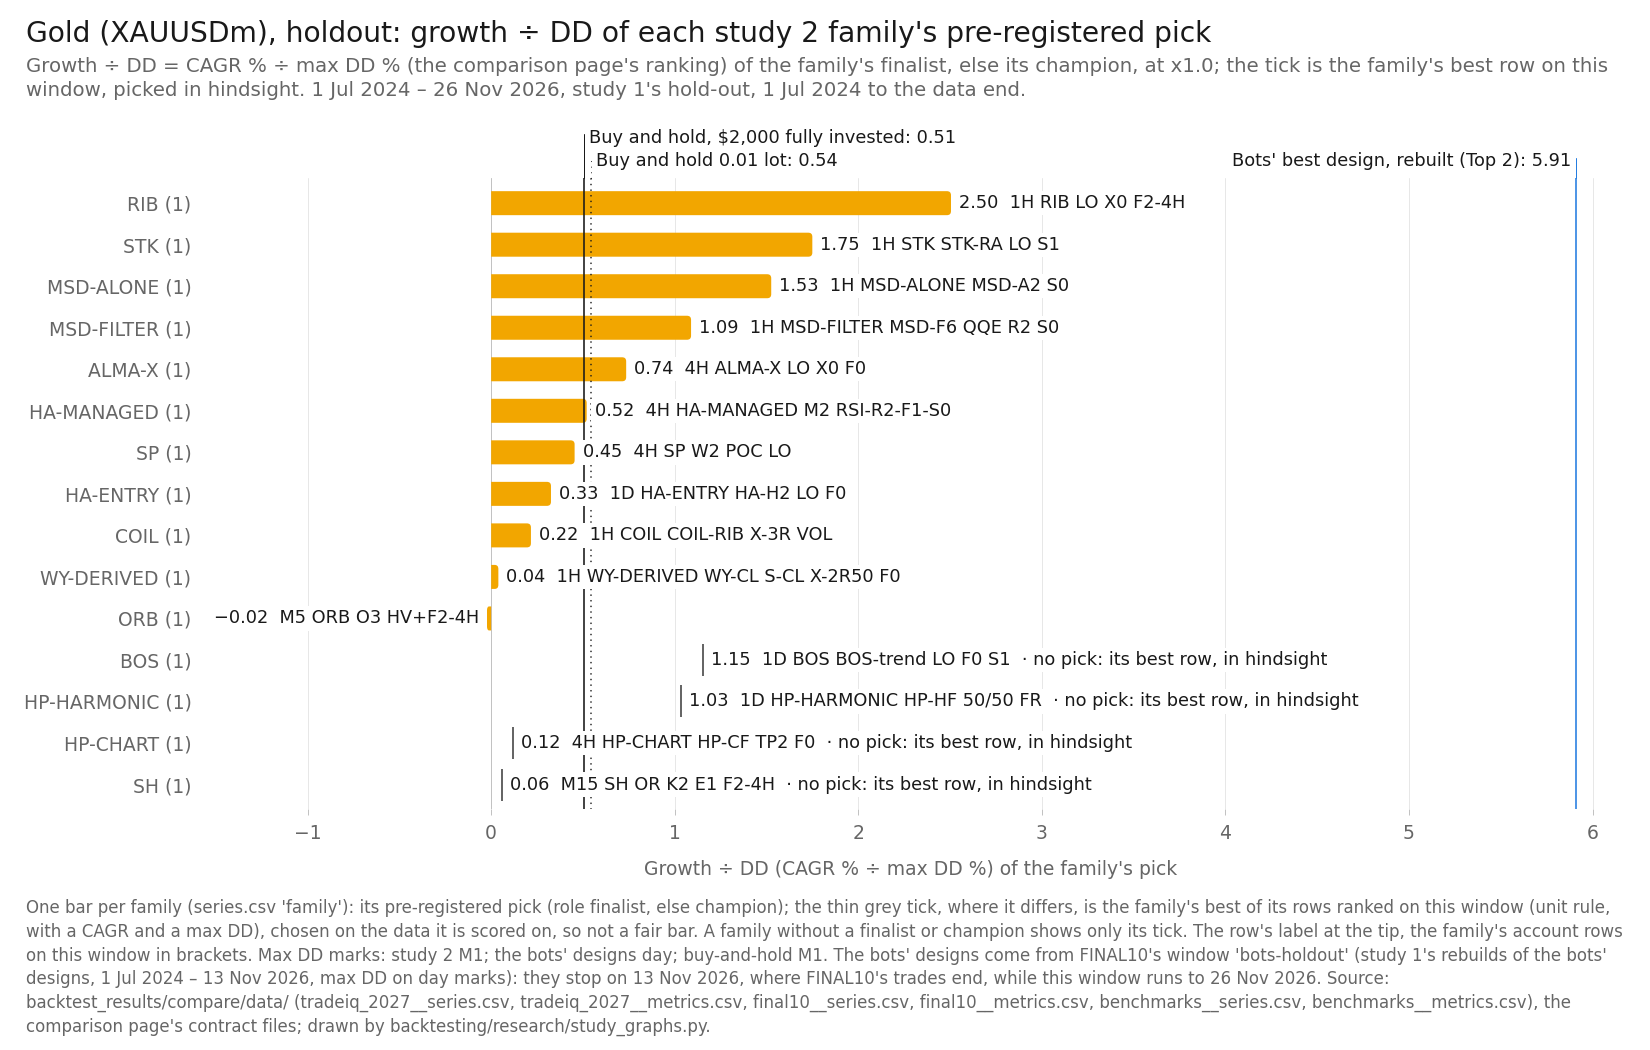 Gold (XAUUSDm), holdout: growth ÷ DD of each study 2 family's pre-registered pick
Growth ÷ DD = CAGR % ÷ max DD % (the comparison page's ranking) of the family's finalist, else its champion, at x1.0; the tick is the family's best row on this
window, picked in hindsight. 1 Jul 2024 – 26 Nov 2026, study 1's hold-out, 1 Jul 2024 to the data end.
Buy and hold, $2,000 fully invested: 0.51
Buy and hold 0.01 lot: 0.54
Bots' best design, rebuilt (Top 2): 5.91
RIB (1) 2.50 1H RIB LO X0 F2-4H
STK (1) 1.75 1H STK STK-RA LO S1
MSD-ALONE (1) 1.53 1H MSD-ALONE MSD-A2 S0
MSD-FILTER (1) 1.09 1H MSD-FILTER MSD-F6 QQE R2 S0
ALMA-X (1) 0.74 4H ALMA-X LO X0 F0
HA-MANAGED (1) 0.52 4H HA-MANAGED M2 RSI-R2-F1-S0
SP (1) 0.45 4H SP W2 POC LO
HA-ENTRY (1) 0.33 1D HA-ENTRY HA-H2 LO F0
COIL (1) 0.22 1H COIL COIL-RIB X-3R VOL
WY-DERIVED (1) 0.04 1H WY-DERIVED WY-CL S-CL X-2R50 F0
ORB (1) −0.02 M5 ORB O3 HV+F2-4H
BOS (1) 1.15 1D BOS BOS-trend LO F0 S1 · no pick: its best row, in hindsight
HP-HARMONIC (1) 1.03 1D HP-HARMONIC HP-HF 50/50 FR · no pick: its best row, in hindsight
HP-CHART (1) 0.12 4H HP-CHART HP-CF TP2 F0 · no pick: its best row, in hindsight
SH (1) 0.06 M15 SH OR K2 E1 F2-4H · no pick: its best row, in hindsight
−1 0 1 2 3 4 5 6
Growth ÷ DD (CAGR % ÷ max DD %) of the family's pick
One bar per family (series.csv 'family'): its pre-registered pick (role finalist, else champion); the thin grey tick, where it differs, is the family's best of its rows ranked on this window (unit rule,
with a CAGR and a max DD), chosen on the data it is scored on, so not a fair bar. A family without a finalist or champion shows only its tick. The row's label at the tip, the family's account rows
on this window in brackets. Max DD marks: study 2 M1; the bots' designs day; buy-and-hold M1. The bots' designs come from FINAL10's window 'bots-holdout' (study 1's rebuilds of the bots'
designs, 1 Jul 2024 – 13 Nov 2026, max DD on day marks): they stop on 13 Nov 2026, where FINAL10's trades end, while this window runs to 26 Nov 2026. Source:
backtest_results/compare/data/ (tradeiq_2027__series.csv, tradeiq_2027__metrics.csv, final10__series.csv, final10__metrics.csv, benchmarks__series.csv, benchmarks__metrics.csv), the
comparison page's contract files; drawn by backtesting/research/study_graphs.py.